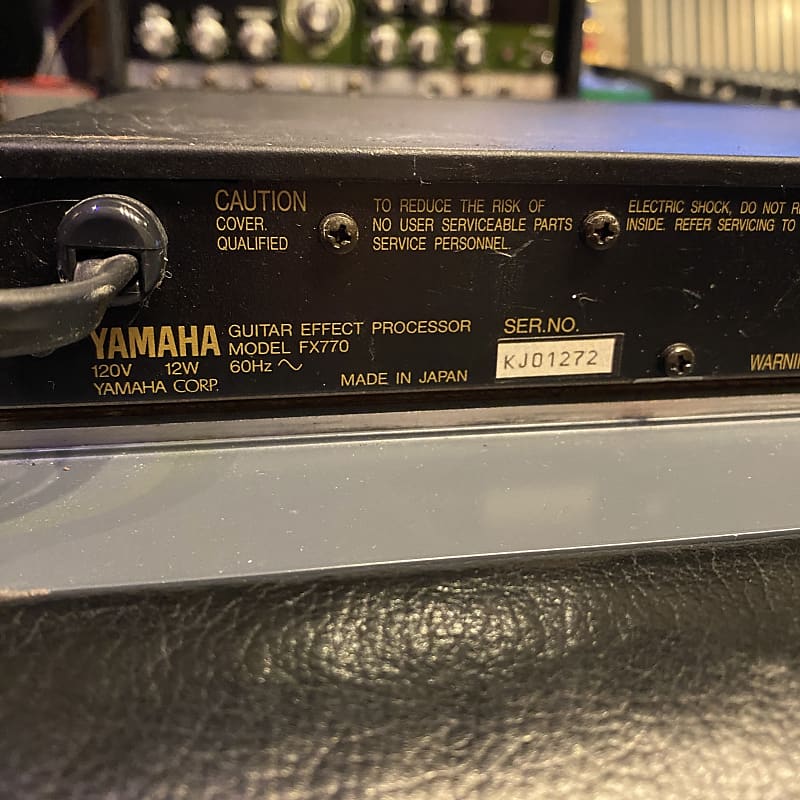 CAUTION TO REDUCE THE RISK OF ELECTRIC SHOCK, DO NOT
COVER. NO USER SERVICEABLE PARTS INSIDE. REFER SERVICING TO
QUALIFIED SERVICE PERSONNEL.
YAMAHA GUITAR EFFECT PROCESSOR
MODEL FX770
120V 12W 60Hz ~
YAMAHA CORP.
MADE IN JAPAN
SER.NO.
KJ01272